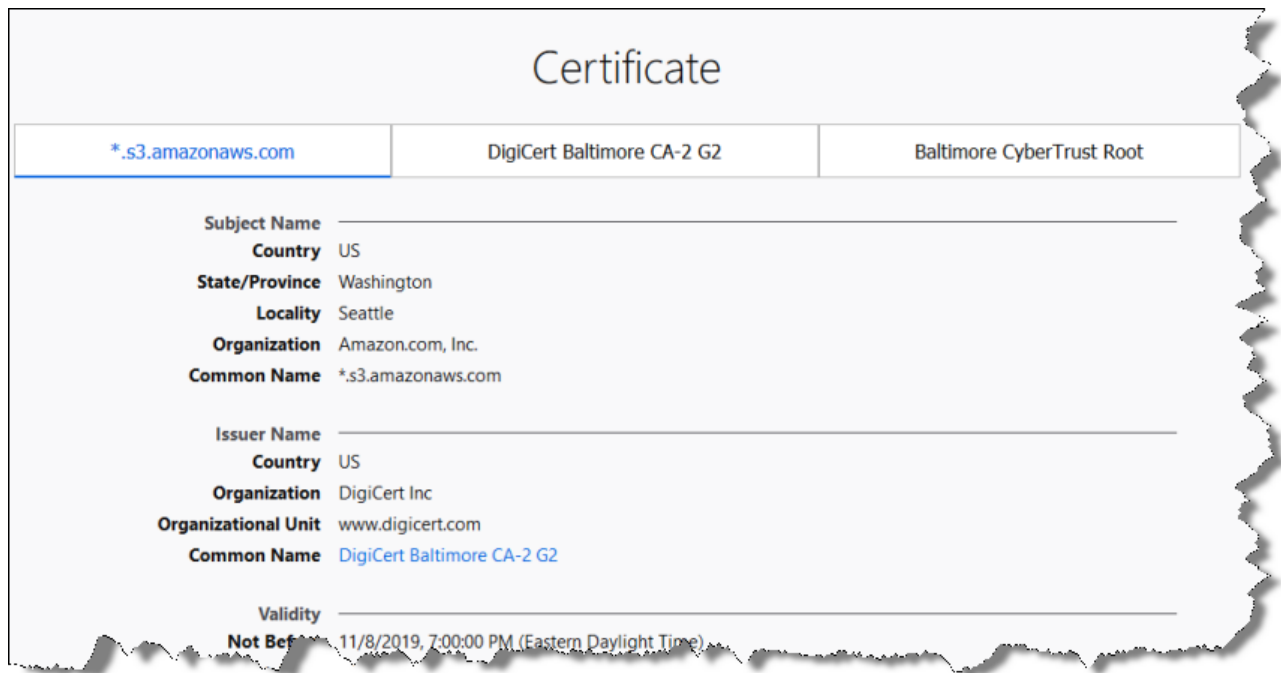 Certificate
*.s3.amazonaws.com DigiCert Baltimore CA-2 G2 Baltimore CyberTrust Root
Subject Name
Country US
State/Province Washington
Locality Seattle
Organization Amazon.com, Inc.
Common Name *.s3.amazonaws.com
Issuer Name
Country US
Organization DigiCert Inc
Organizational Unit www.digicert.com
Common Name DigiCert Baltimore CA-2 G2
Validity
Not 11/8/2019, 7:00:00 PM (Eastern Daylight Time)